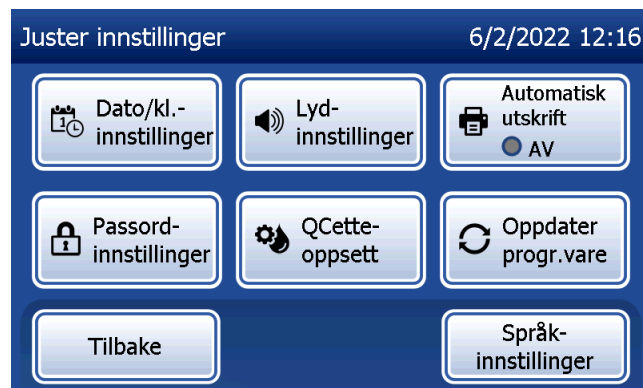 Juster innstillinger 6/2/2022 12:16
Dato/kl.-
innstillinger
Lyd-
innstillinger
Automatisk
utskrift
AV
Passord-
innstillinger
QCette-
oppsett
Oppdater
progr.vare
Tilbake
Språk-
innstillinger